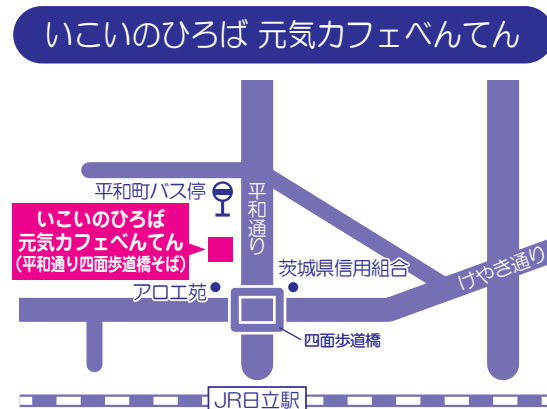 いこいのひろば 元気カフェべんてん
平和町バス停
平和通り
いこいのひろば
元気カフェべんてん
(平和通り四面歩道橋そば)
茨城県信用組合
けやき通り
アロエ苑
四面歩道橋
JR日立駅